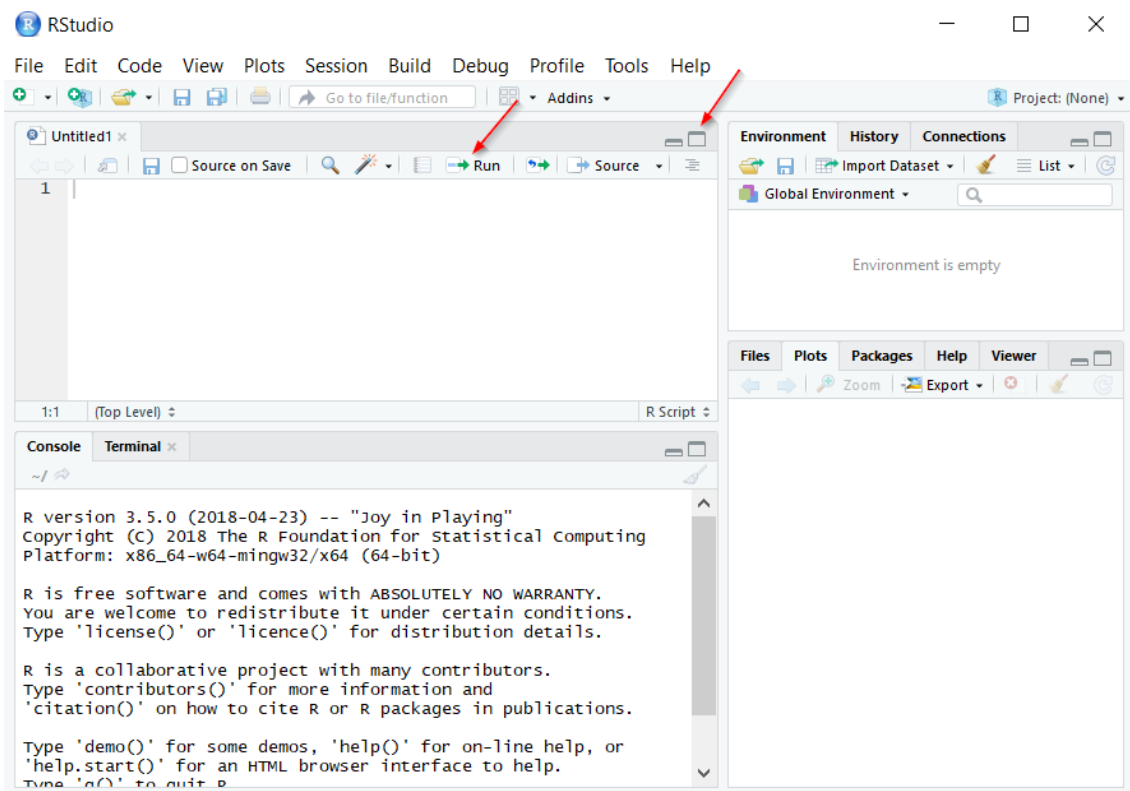 RStudio
File Edit Code View Plots Session Build Debug Profile Tools Help
Go to file/function Addins Project: (None)
Untitled1
Source on Save Run Source
1
1:1 (Top Level) R Script
Console Terminal
~/
R version 3.5.0 (2018-04-23) -- "Joy in Playing"
Copyright (C) 2018 The R Foundation for Statistical Computing
Platform: x86_64-w64-mingw32/x64 (64-bit)
R is free software and comes with ABSOLUTELY NO WARRANTY.
You are welcome to redistribute it under certain conditions.
Type 'license()' or 'licence()' for distribution details.
R is a collaborative project with many contributors.
Type 'contributors()' for more information and
'citation()' on how to cite R or R packages in publications.
Type 'demo()' for some demos, 'help()' for on-line help, or
'help.start()' for an HTML browser interface to help.
Type 'q()' to quit R.
Environment History Connections
Import Dataset List
Global Environment
Environment is empty
Files Plots Packages Help Viewer
Zoom Export